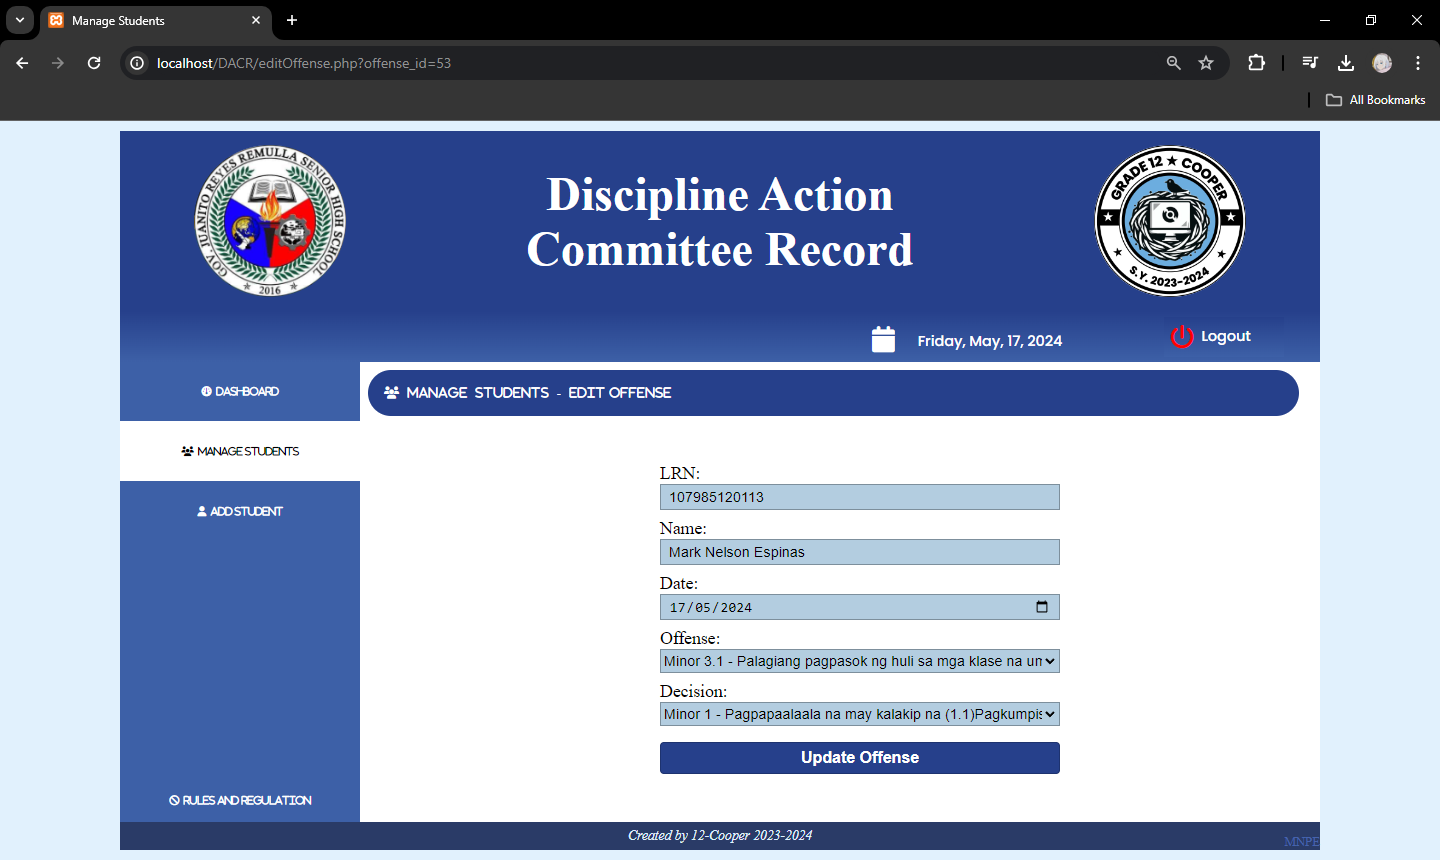 Manage Students
localhost/DACR/editOffense.php?offense_id=53
All Bookmarks
GOV. JUANITO REYES REMULLA SENIOR HIGH SCHOOL
2016
Discipline Action
Committee Record
GRADE 12 ★ COOPER
S.Y. 2023-2024
Friday, May, 17, 2024
Logout
DASHBOARD
MANAGE STUDENTS
ADD STUDENT
RULES AND REGULATION
MANAGE STUDENTS - EDIT OFFENSE
LRN:
107985120113
Name:
Mark Nelson Espinas
Date:
17/05/2024
Offense:
Minor 3.1 - Palagiang pagpasok ng huli sa mga klase na um
Decision:
Minor 1 - Pagpapaalaala na may kalakip na (1.1)Pagkumpis
Update Offense
Created by 12-Cooper 2023-2024
MNPE